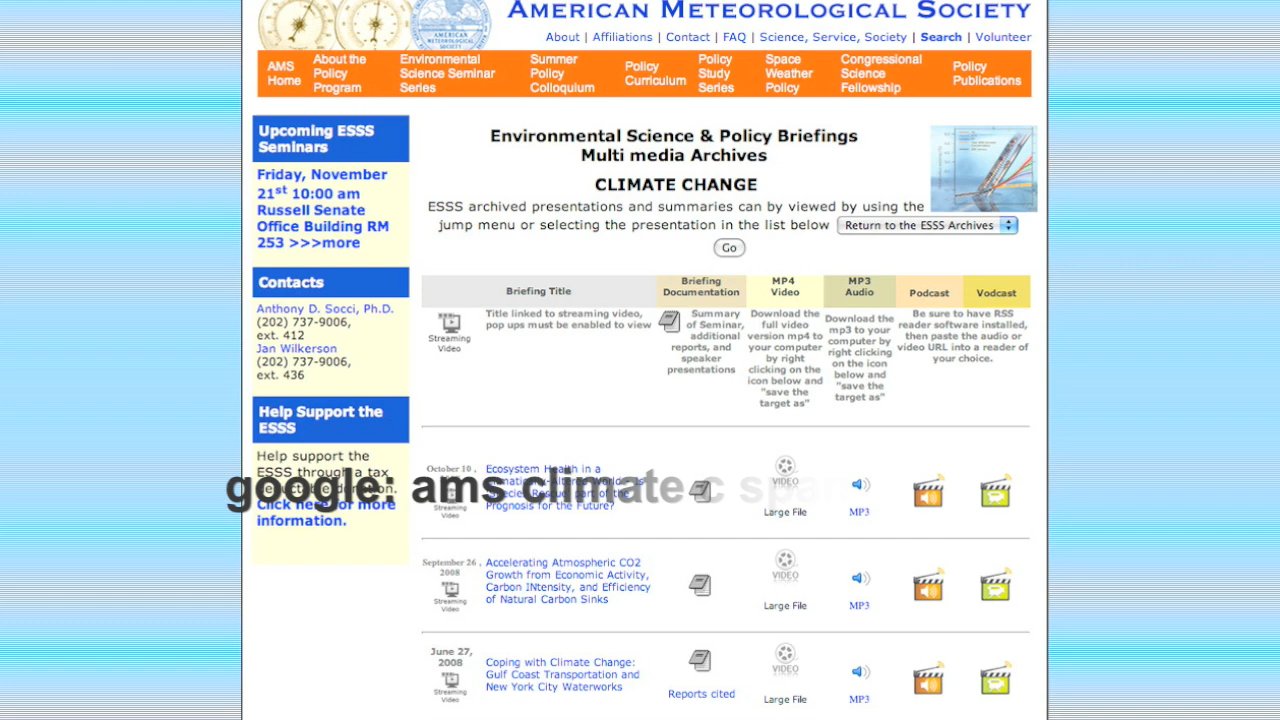 AMERICAN METEOROLOGICAL SOCIETY
About | Affiliations | Contact | FAQ | Science, Service, Society | Search | Volunteer
AMS Home
About the Policy Program
Environmental Science Seminar Series
Summer Policy Colloquium
Policy Curriculum
Policy Study Series
Space Weather Policy
Congressional Science Fellowship
Policy Publications
Upcoming ESSS
Seminars
Friday, November
21st 10:00 am
Russell Senate
Office Building RM
253 >>>more
Contacts
Anthony D. Socci, Ph.D.
(202) 737-9006,
ext. 412
Jan Wilkerson
(202) 737-9006,
ext. 436
Help Support the
ESSS
Help support the
ESSS through a tax
Click here for more
information.
Environmental Science & Policy Briefings
Multi media Archives
CLIMATE CHANGE
ESSS archived presentations and summaries can by viewed by using the
jump menu or selecting the presentation in the list below
Return to the ESSS Archives
Go
Briefing Title
Briefing Documentation
MP4 Video
MP3 Audio
Podcast
Vodcast
Streaming
Video
Title linked to streaming video,
pop ups must be enabled to view
Summary
of Seminar,
additional
reports, and
speaker
presentations
Download the
full video
version mp4 to
your computer
by right
clicking on the
icon below and
"save the
target as"
Download the
mp3 to your
computer by
right clicking
on the icon
below and
"save the
target as"
Be sure to have RSS
reader software installed,
then paste the audio or
video URL into a reader of
your choice.
google: ams climate c spa
October 10,
Streaming
Video
Ecosystem Health in a
Prognosis for the Future?
VIDEO
Large File
MP3
September 26,
2008
Streaming
Video
Accelerating Atmospheric CO2
Growth from Economic Activity,
Carbon INtensity, and Efficiency
of Natural Carbon Sinks
VIDEO
Large File
MP3
June 27,
2008
Streaming
Video
Coping with Climate Change:
Gulf Coast Transportation and
New York City Waterworks
Reports cited
VIDEO
Large File
MP3